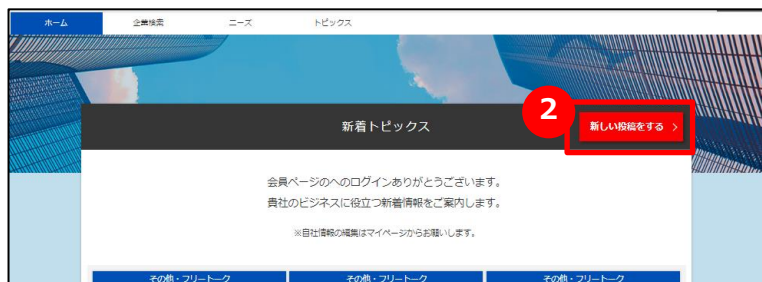 ホーム 企業検索 ニーズ トピックス
2
新着トピックス 新しい投稿をする >
会員ページのへのログインありがとうございます。
貴社のビジネスに役立つ新着情報をご案内します。
※自社情報の編集はマイページからお願いします。
その他・フリートーク その他・フリートーク その他・フリートーク